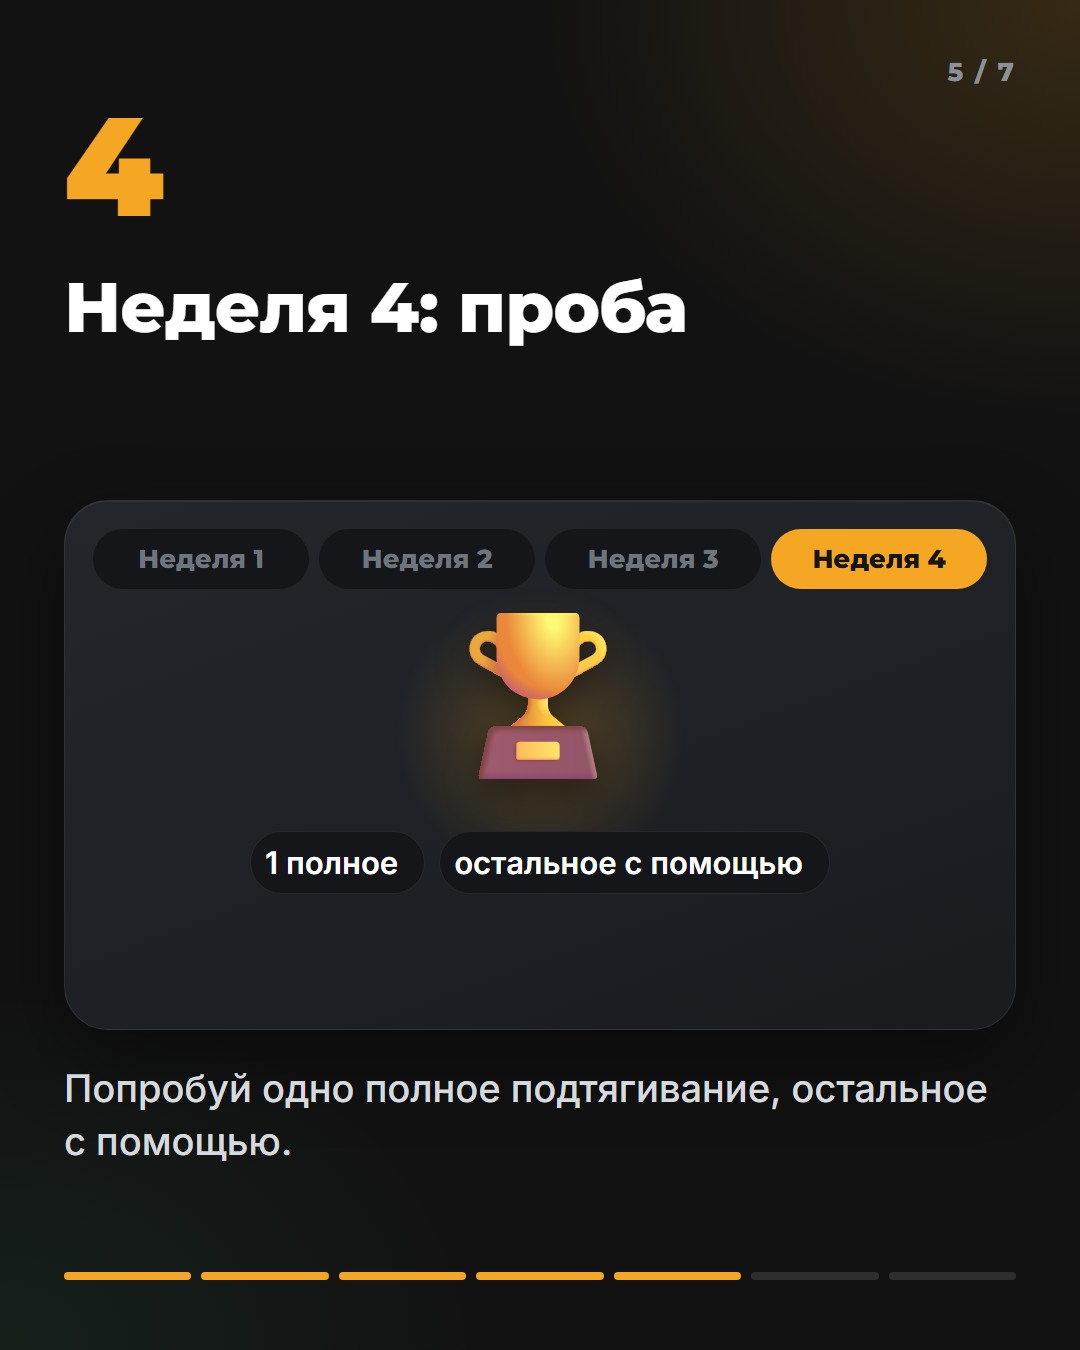 5 / 7
4
Неделя 4: проба
Неделя 1
Неделя 2
Неделя 3
Неделя 4
1 полное
остальное с помощью
Попробуй одно полное подтягивание, остальное
с помощью.